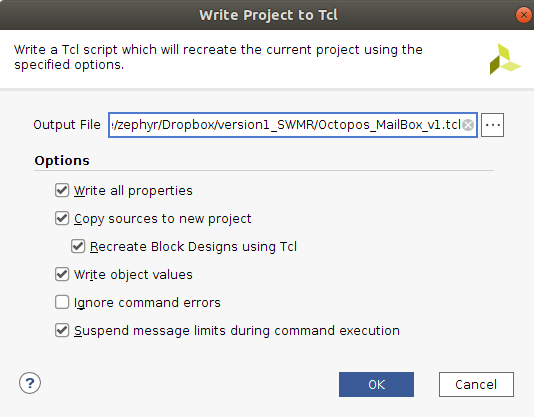 Write Project to Tcl
Write a Tcl script which will recreate the current project using the
specified options.
Output File :/zephyr/Dropbox/version1_SWMR/Octopos_MailBox_v1.tcl ...
Options
Write all properties
Copy sources to new project
Recreate Block Designs using Tcl
Write object values
Ignore command errors
Suspend message limits during command execution
? OK Cancel